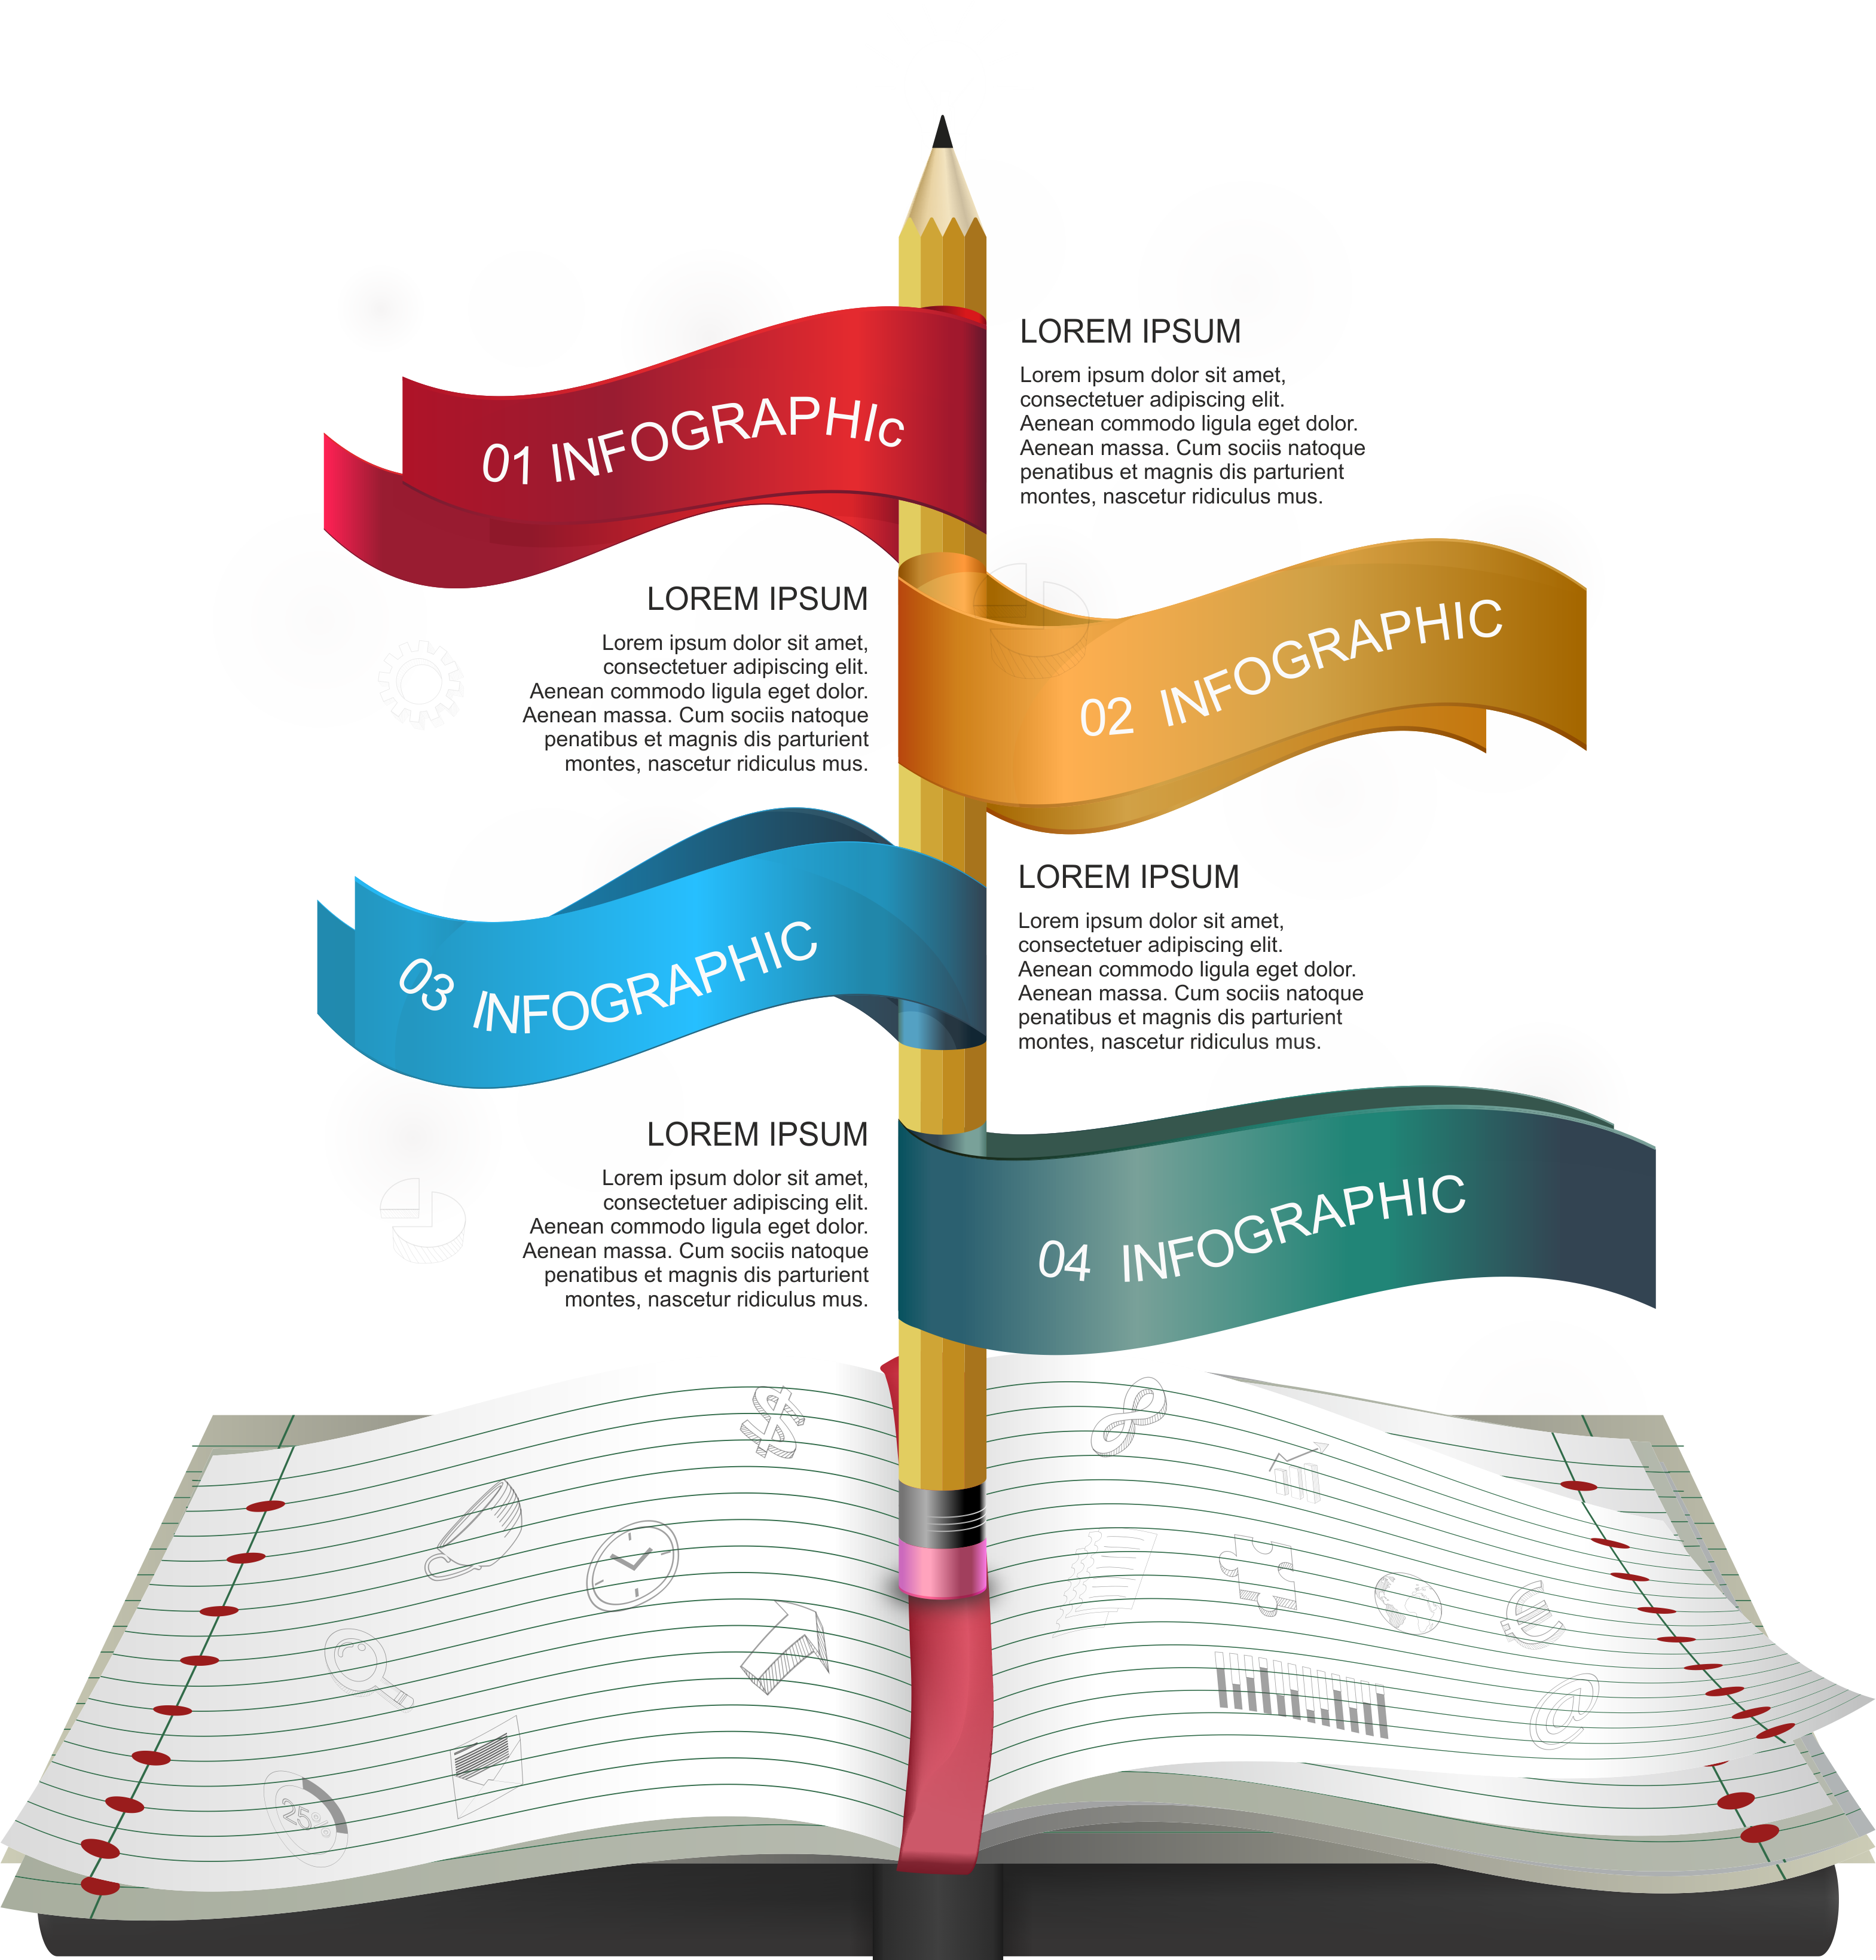 01 INFOGRAPHIc
LOREM IPSUM
Lorem ipsum dolor sit amet,
consectetuer adipiscing elit.
Aenean commodo ligula eget dolor.
Aenean massa. Cum sociis natoque
penatibus et magnis dis parturient
montes, nascetur ridiculus mus.
02 INFOGRAPHIC
LOREM IPSUM
Lorem ipsum dolor sit amet,
consectetuer adipiscing elit.
Aenean commodo ligula eget dolor.
Aenean massa. Cum sociis natoque
penatibus et magnis dis parturient
montes, nascetur ridiculus mus.
03 INFOGRAPHIC
LOREM IPSUM
Lorem ipsum dolor sit amet,
consectetuer adipiscing elit.
Aenean commodo ligula eget dolor.
Aenean massa. Cum sociis natoque
penatibus et magnis dis parturient
montes, nascetur ridiculus mus.
04 INFOGRAPHIC
LOREM IPSUM
Lorem ipsum dolor sit amet,
consectetuer adipiscing elit.
Aenean commodo ligula eget dolor.
Aenean massa. Cum sociis natoque
penatibus et magnis dis parturient
montes, nascetur ridiculus mus.
$
€
@
25%